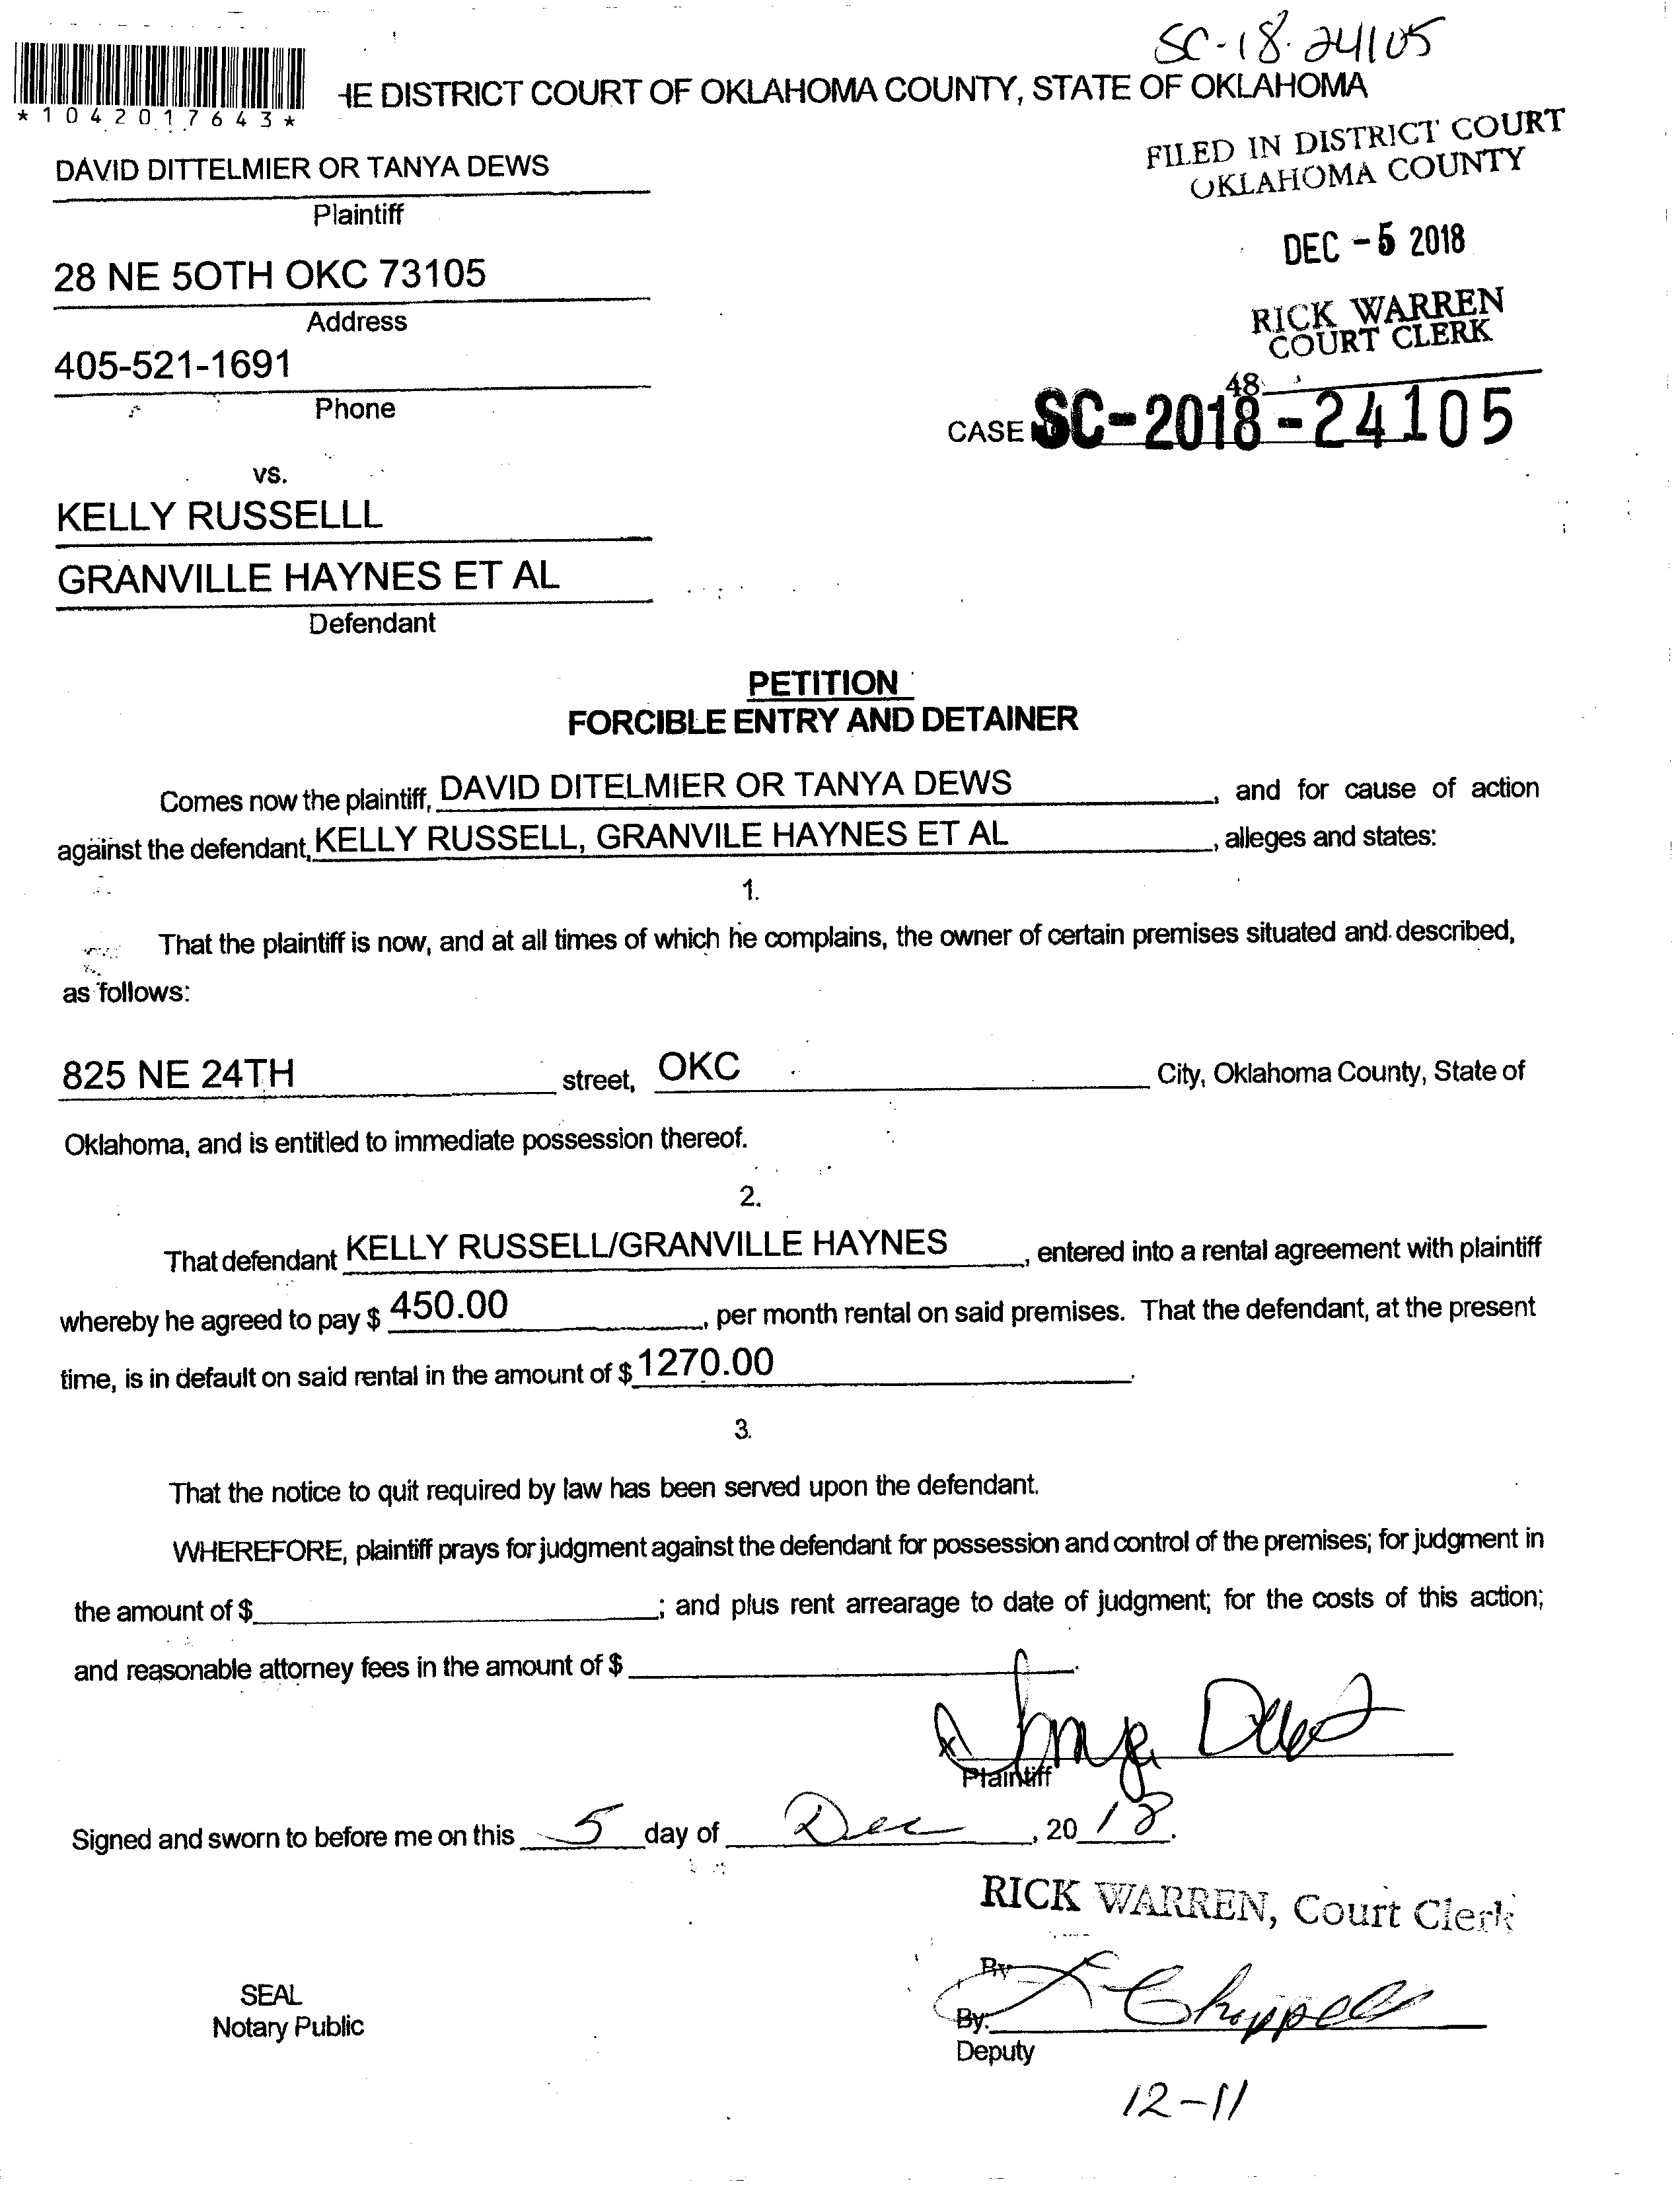 SC-18-24105
*1042017643*
HE DISTRICT COURT OF OKLAHOMA COUNTY, STATE OF OKLAHOMA
FILED IN DISTRICT COURT
OKLAHOMA COUNTY
DAVID DITTELMIER OR TANYA DEWS
Plaintiff
DEC -5 2018
28 NE 5OTH OKC 73105
Address
RICK WARREN
COURT CLERK
405-521-1691
Phone
48
CASE SC-2018-24105
vs.
KELLY RUSSELLL
GRANVILLE HAYNES ET AL
Defendant
PETITION
FORCIBLE ENTRY AND DETAINER
Comes now the plaintiff, DAVID DITELMIER OR TANYA DEWS, and for cause of action
against the defendant, KELLY RUSSELL, GRANVILE HAYNES ET AL, alleges and states:
1.
That the plaintiff is now, and at all times of which he complains, the owner of certain premises situated and described,
as follows:
825 NE 24TH street, OKC City, Oklahoma County, State of
Oklahoma, and is entitled to immediate possession thereof.
2.
That defendant KELLY RUSSELL/GRANVILLE HAYNES, entered into a rental agreement with plaintiff
whereby he agreed to pay $ 450.00, per month rental on said premises. That the defendant, at the present
time, is in default on said rental in the amount of $ 1270.00.
3.
That the notice to quit required by law has been served upon the defendant.
WHEREFORE, plaintiff prays for judgment against the defendant for possession and control of the premises; for judgment in
the amount of $ ; and plus rent arrearage to date of judgment; for the costs of this action;
and reasonable attorney fees in the amount of $ .
x Tanya Dews
Plaintiff
Signed and sworn to before me on this 5 day of Dec, 2018.
RICK WARREN, Court Clerk
By
SEAL
Notary Public
By: Chappell
Deputy
12-11